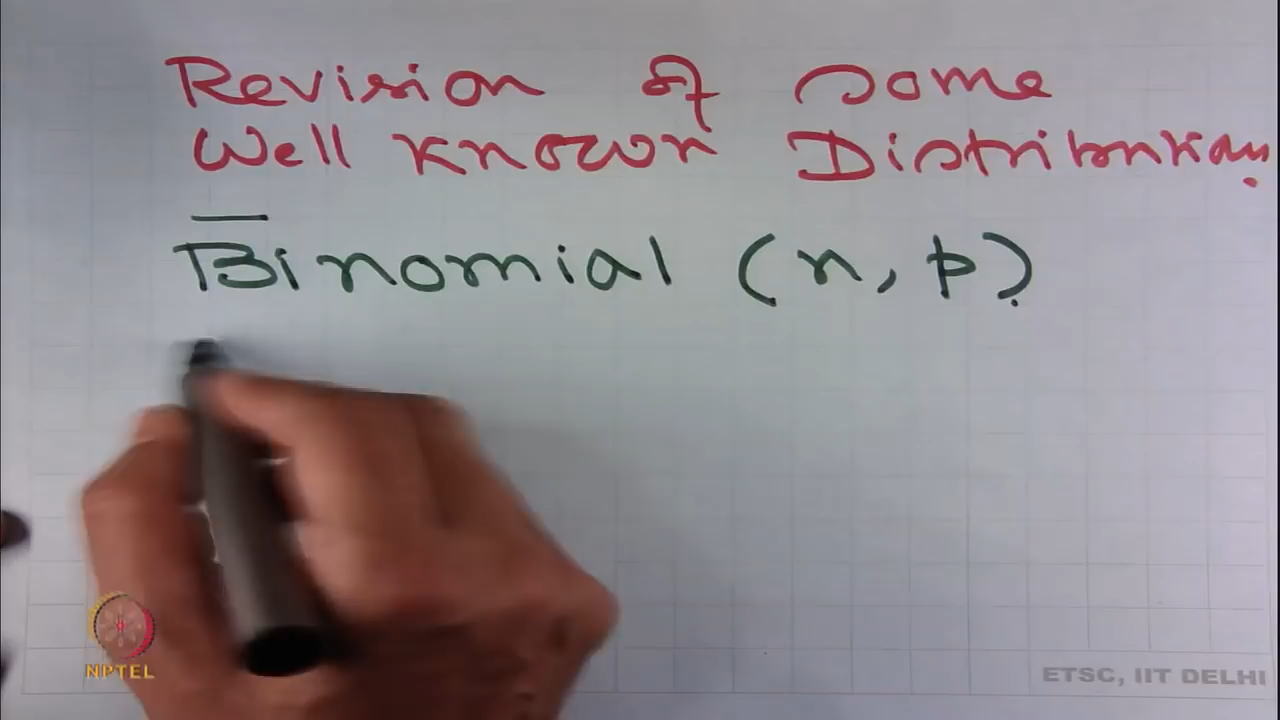 Revision of some
Well known Distributions.
Binomial (n, p).
NPTEL
ETSC, IIT DELHI